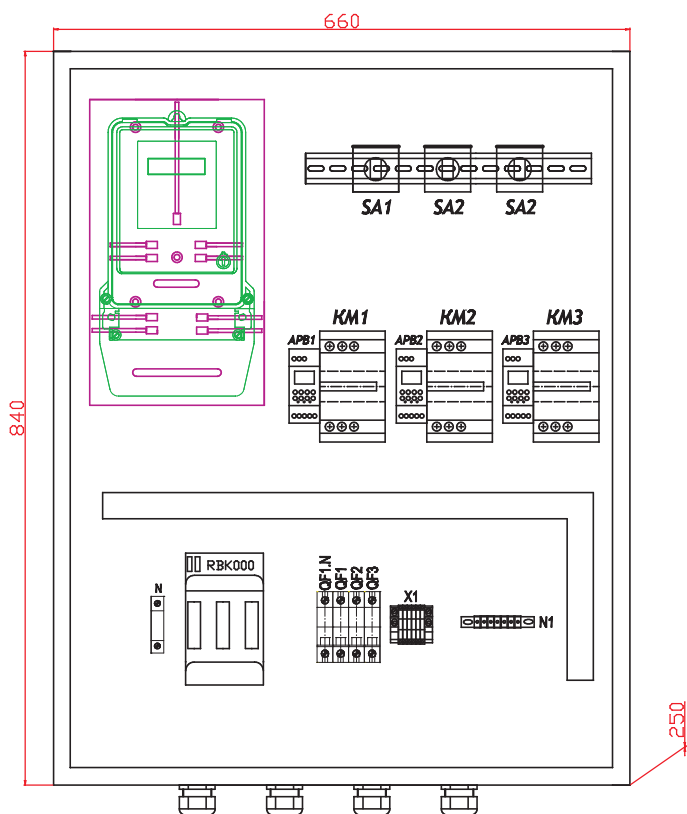 660
SA1 SA2 SA2
KM1 KM2 KM3
APB1 APB2 APB3
840
RBK000
QF1.N QF1 QF2 QF3
N
X1
N1
250